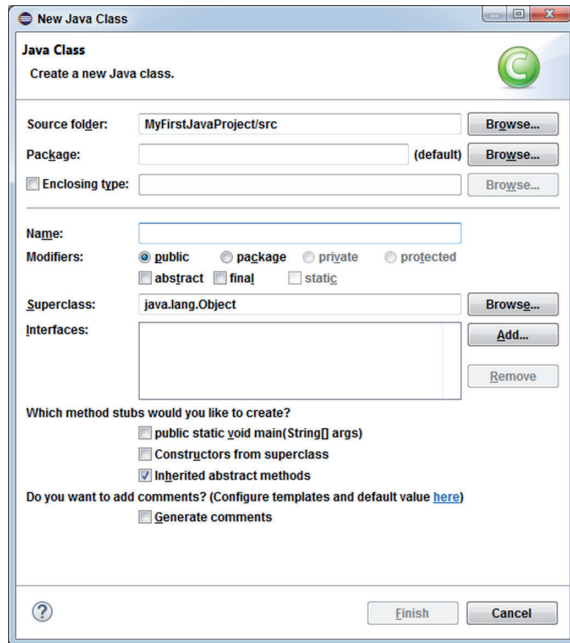 New Java Class
Java Class
Create a new Java class.
C
Source folder: MyFirstJavaProject/src Browse...
Package: (default) Browse...
Enclosing type: Browse...
Name:
Modifiers: public package private protected
abstract final static
Superclass: java.lang.Object Browse...
Interfaces: Add...
Remove
Which method stubs would you like to create?
public static void main(String[] args)
Constructors from superclass
Inherited abstract methods
Do you want to add comments? (Configure templates and default value here)
Generate comments
? Finish Cancel